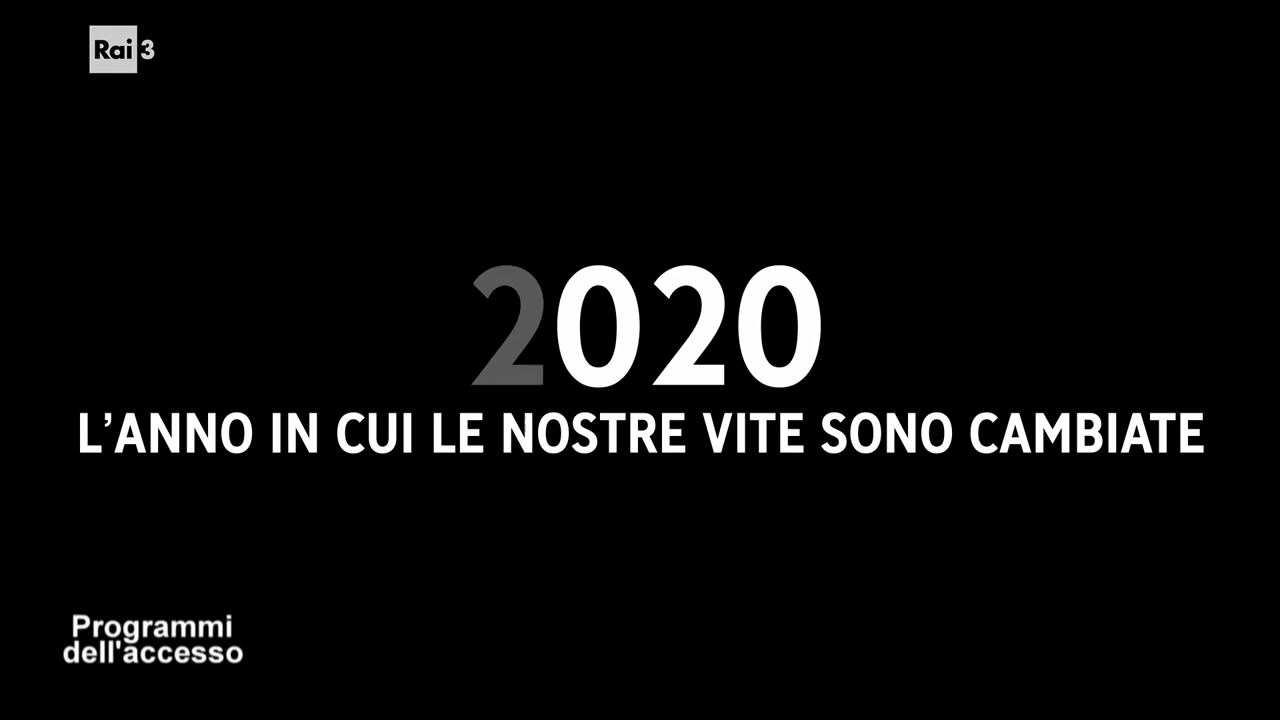 Rai 3
2020
L’ANNO IN CUI LE NOSTRE VITE SONO CAMBIATE
Programmi
dell'accesso